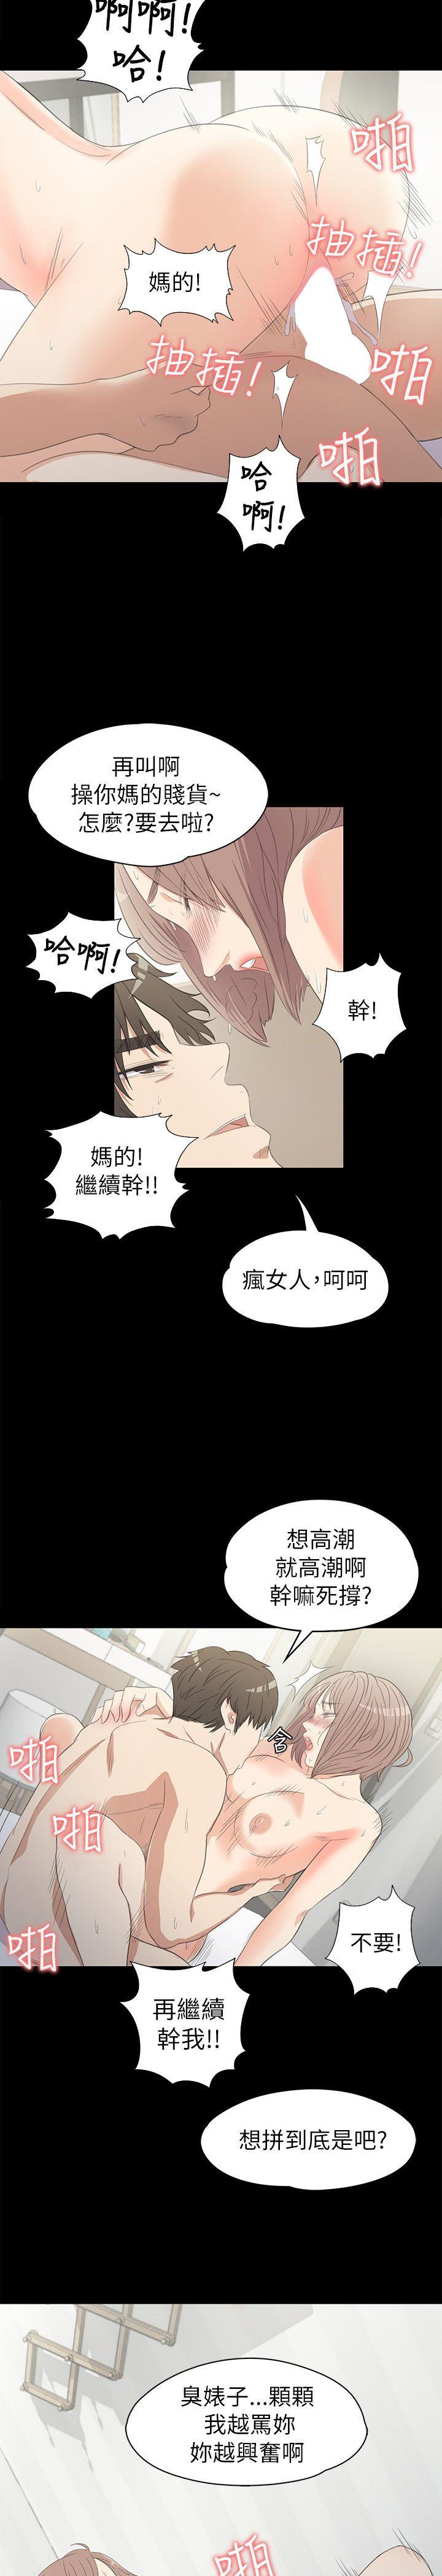 啊啊!
哈!
啪
抽插!
媽的!
抽插!
啪
啪
哈
啊!
再叫啊
操你媽的賤貨~
怎麼?要去啦?
哈啊!
幹!
媽的!
繼續幹!!
瘋女人,呵呵
想高潮
就高潮啊
幹嘛死撐?
含
啪
啪
啪
不要!
再繼續
幹我!!
想拼到底是吧?
臭婊子...顆顆
我越罵妳
妳越興奮啊
啪